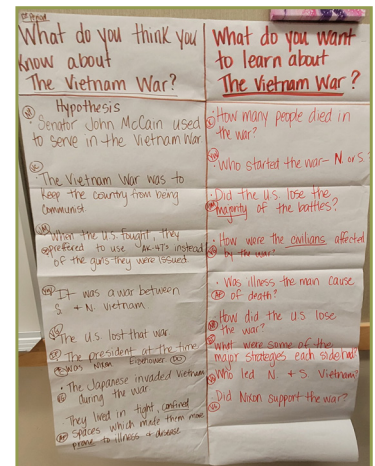 Period
What do you think you
know about
The Vietnam War?
Hypothesis
· Senator John McCain used
to serve in the Vietnam War
· The Vietnam War was to
keep the country from being
Communist.
· When the U.S. fought, they
preffered to use "AK-47s instead
of the guns they were issued.
· It was a war between
S. + N. Vietnam
· The U.S. lost that war
· The president at the time
was Nixon Eisenhower
· The Japanese invaded Vietnam
during the war
· They lived in tight, confined
spaces which made them more
prone to illness & disease
What do you want
to learn about
The Vietnam War?
· How many people died in
the war?
· Who started the war- N. or S.
· Did the U.S. lose the
majority of the battles?
· How were the civilians affected
by the war?
· Was illness the main cause
of death?
· How did the U.S. lose
the war?
· What were some of the
major strategies each side had?
· Who led N. + S. Vietnam?
· Did Nixon support the war?